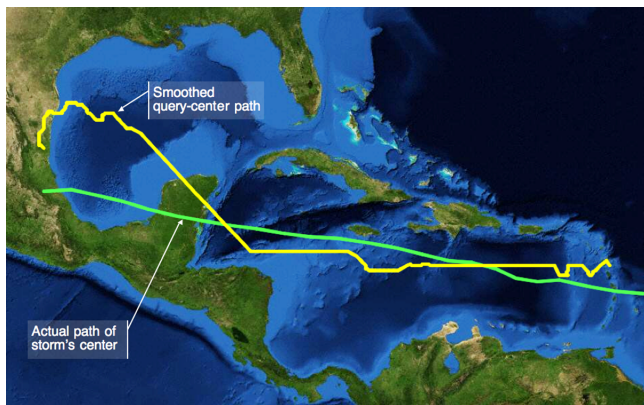 Smoothed
query-center path
Actual path of
storm's center